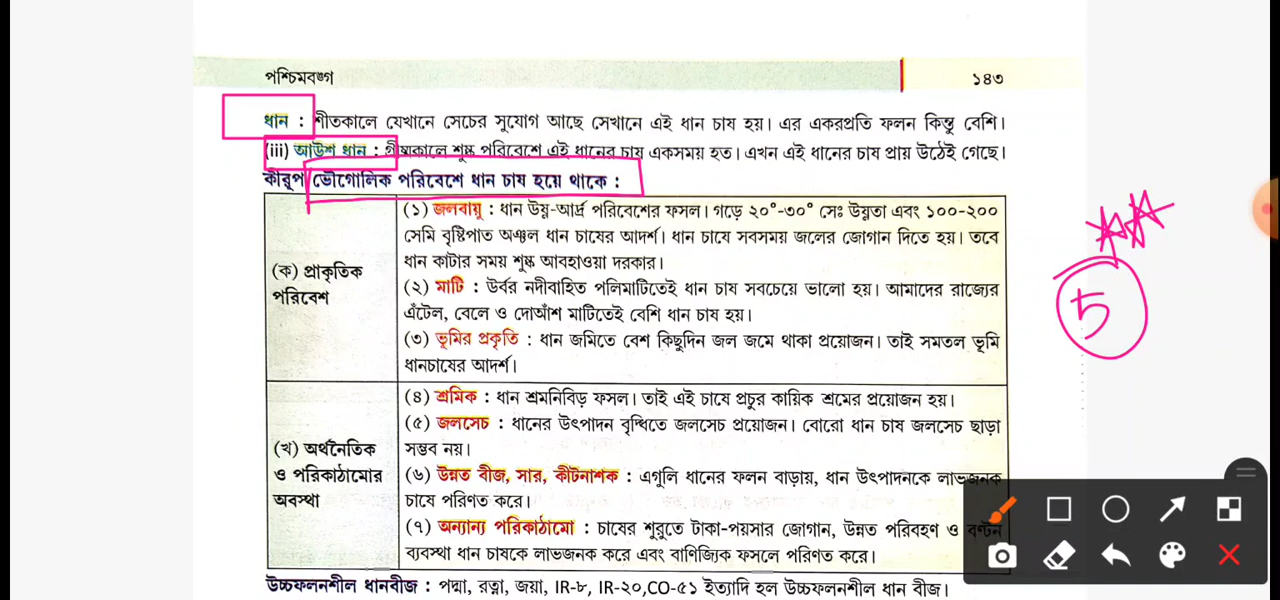 পশ্চিমবঙ্গ ১৪৩
ধান : শীতকালে যেখানে সেচের সুযোগ আছে সেখানে এই ধান চাষ হয়। এর একরপ্রতি ফলন কিন্তু বেশি।
(iii) আউশ ধান : গ্রীষ্মকালে শুষ্ক পরিবেশে এই ধানের চাষ একসময় হত। এখন এই ধানের চাষ প্রায় উঠেই গেছে।
কীরূপ ভৌগোলিক পরিবেশে ধান চাষ হয়ে থাকে :
(ক) প্রাকৃতিক
পরিবেশ
(১) জলবায়ু : ধান উষ্ণ-আর্দ্র পরিবেশের ফসল। গড়ে ২০°-৩০° সেঃ উষ্ণতা এবং ১০০-২০০
সেমি বৃষ্টিপাত অঞ্চল ধান চাষের আদর্শ। ধান চাষে সবসময় জলের জোগান দিতে হয়। তবে
ধান কাটার সময় শুষ্ক আবহাওয়া দরকার।
(২) মাটি : উর্বর নদীবাহিত পলিমাটিতেই ধান চাষ সবচেয়ে ভালো হয়। আমাদের রাজ্যের
এঁটেল, বেলে ও দোআঁশ মাটিতেই বেশি ধান চাষ হয়।
(৩) ভূমির প্রকৃতি : ধান জমিতে বেশ কিছুদিন জল জমে থাকা প্রয়োজন। তাই সমতল ভূমি
ধানচাষের আদর্শ।
(খ) অর্থনৈতিক
ও পরিকাঠামোর
অবস্থা
(৪) শ্রমিক : ধান শ্রমনিবিড় ফসল। তাই এই চাষে প্রচুর কায়িক শ্রমের প্রয়োজন হয়।
(৫) জলসেচ : ধানের উৎপাদন বৃদ্ধিতে জলসেচ প্রয়োজন। বোরো ধান চাষ জলসেচ ছাড়া
সম্ভব নয়।
(৬) উন্নত বীজ, সার, কীটনাশক : এগুলি ধানের ফলন বাড়ায়, ধান উৎপাদনকে লাভজনক
চাষে পরিণত করে।
(৭) অন্যান্য পরিকাঠামো : চাষের শুরুতে টাকা-পয়সার জোগান, উন্নত পরিবহণ ও বণ্টন
ব্যবস্থা ধান চাষকে লাভজনক করে এবং বাণিজ্যিক ফসলে পরিণত করে।
উচ্চফলনশীল ধানবীজ : পদ্মা, রত্না, জয়া, IR-৮, IR-২০,CO-৫১ ইত্যাদি হল উচ্চফলনশীল ধান বীজ।
5